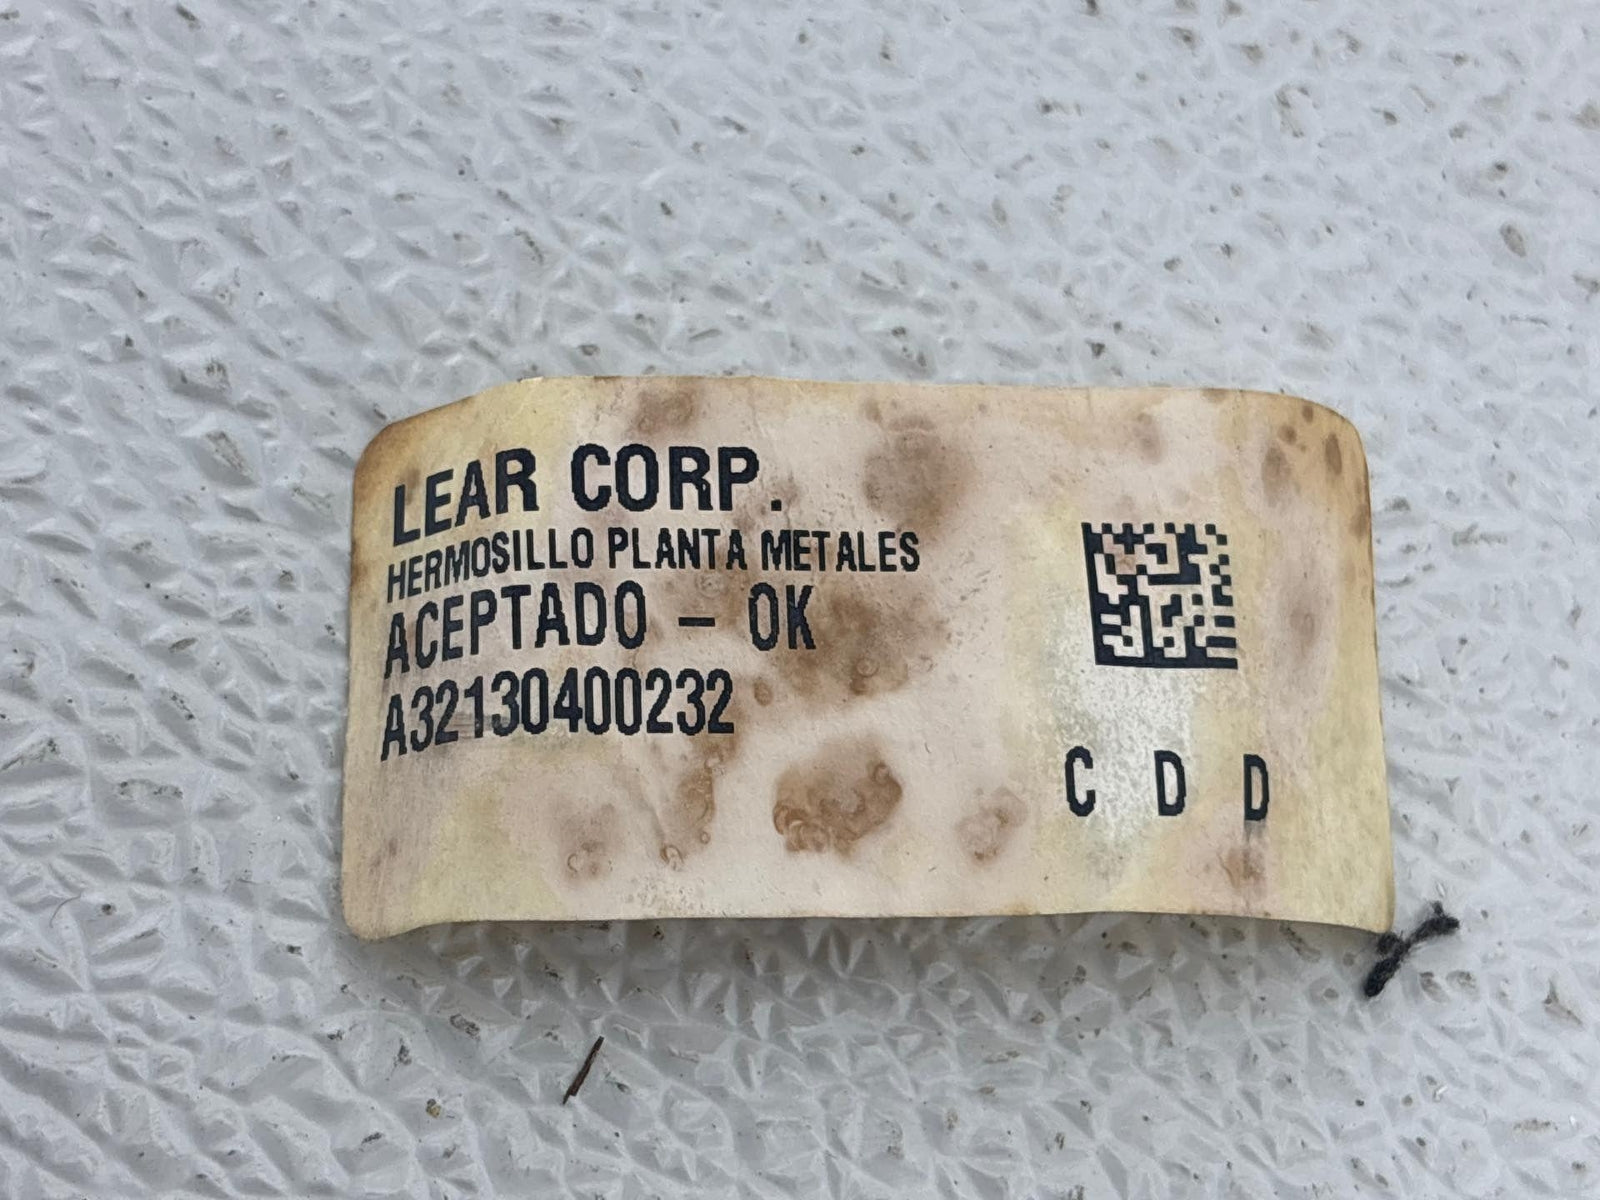 LEAR CORP.
HERMOSILLO PLANTA METALES
ACEPTADO - OK
A32130400232
C D D